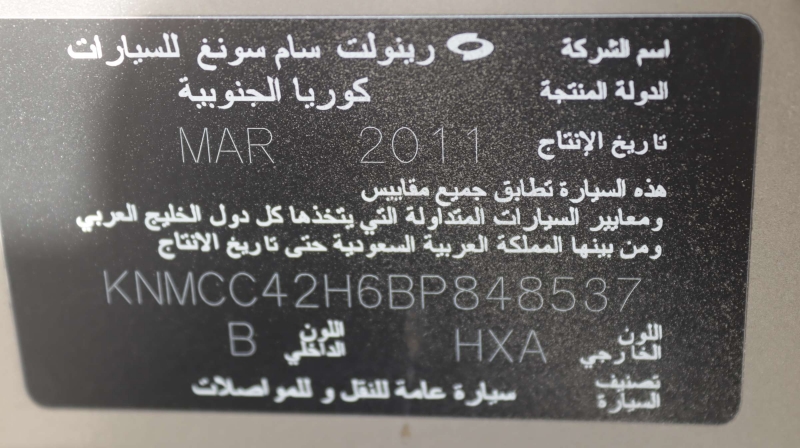 اسم الشركة رينولت سام سونغ للسيارات
الدولة المنتجة كوريا الجنوبية
تاريخ الإنتاج MAR 2011
هذه السيارة تطابق جميع مقاييس
ومعايير السيارات المتداولة التي يتخذها كل دول الخليج العربي
ومن بينها المملكة العربية السعودية حتى تاريخ الانتاج
KNMCC42H6BP848537
اللون الخارجي HXA اللون الداخلي B
تصنيف السيارة سيارة عامة للنقل و للمواصلات